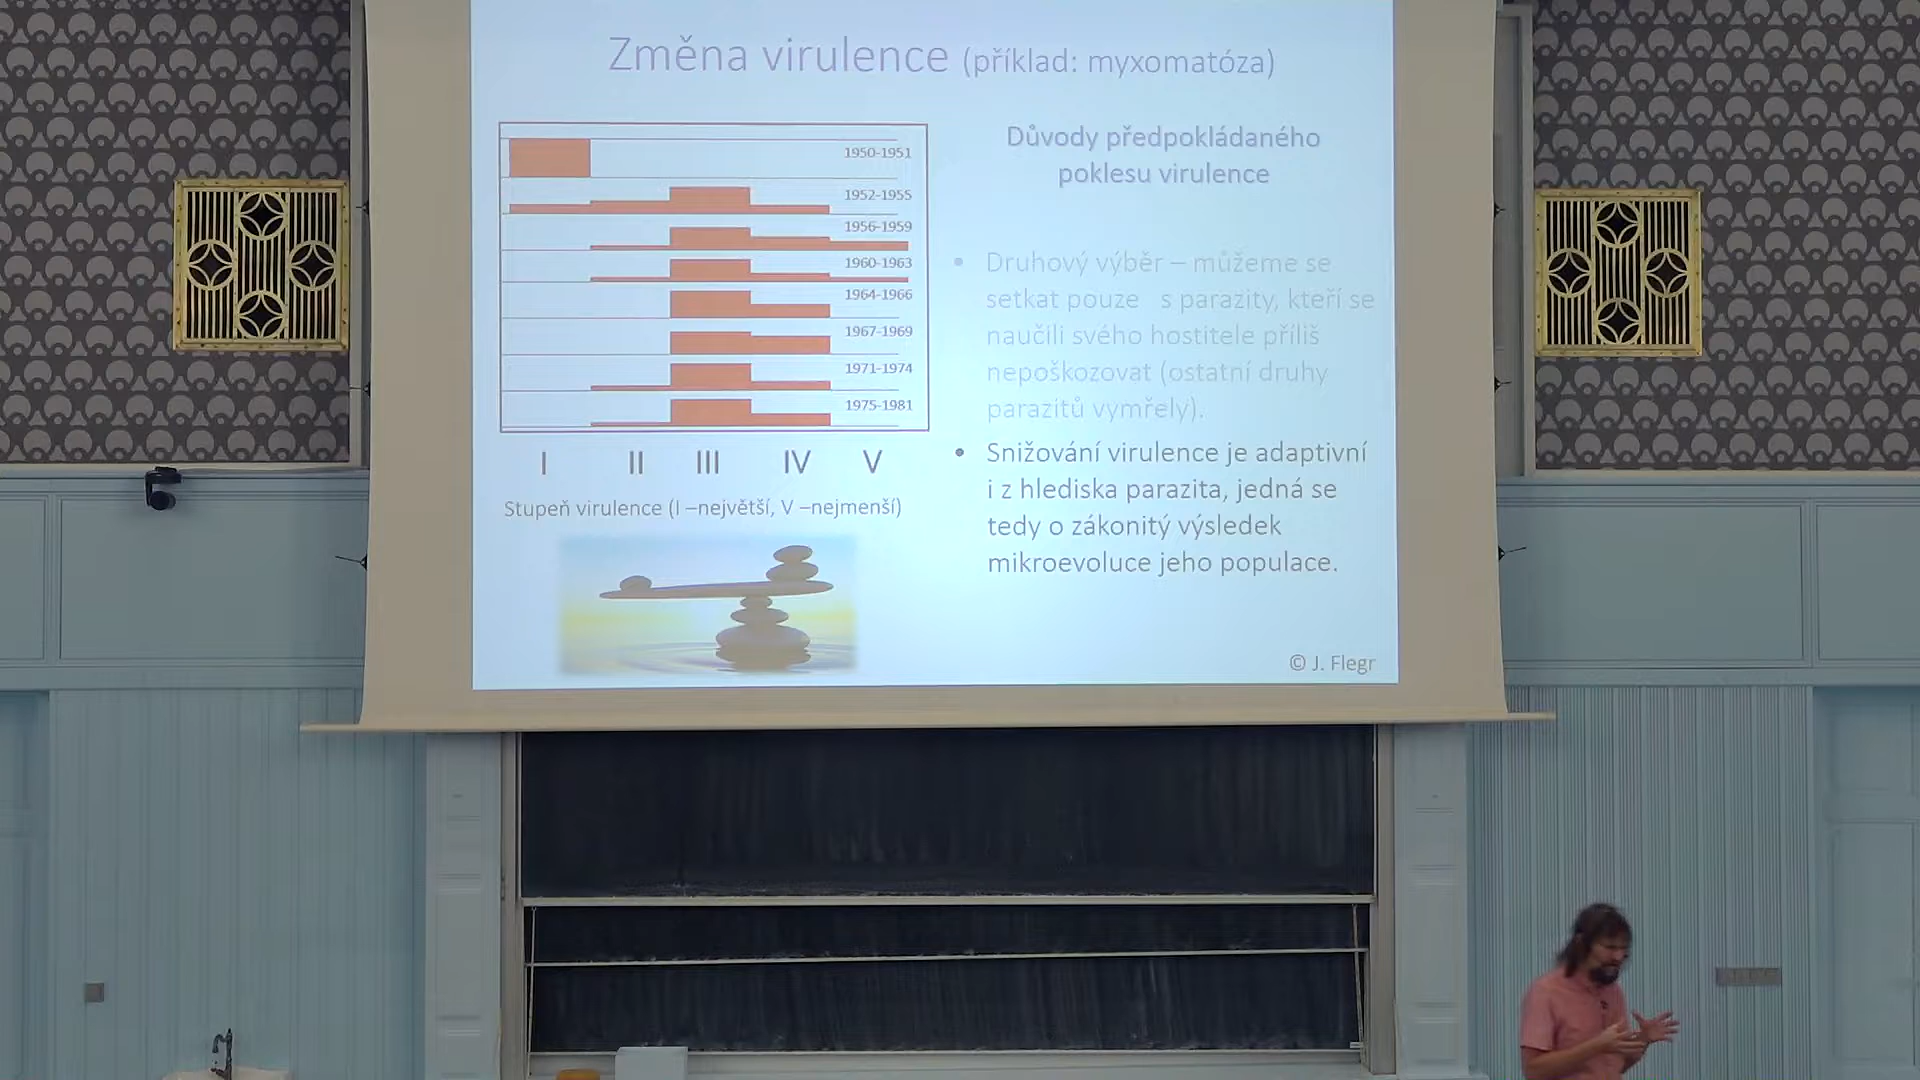 Změna virulence (příklad: myxomatóza)
1950-1951
1952-1955
1956-1959
1960-1963
1964-1966
1967-1969
1971-1974
1975-1981
I II III IV V
Stupeň virulence (I –největší, V –nejmenší)
Důvody předpokládaného
poklesu virulence
• Druhový výběr – můžeme se
setkat pouze s parazity, kteří se
naučili svého hostitele příliš
nepoškozovat (ostatní druhy
parazitů vymřely).
• Snižování virulence je adaptivní
i z hlediska parazita, jedná se
tedy o zákonitý výsledek
mikroevoluce jeho populace.
© J. Flegr